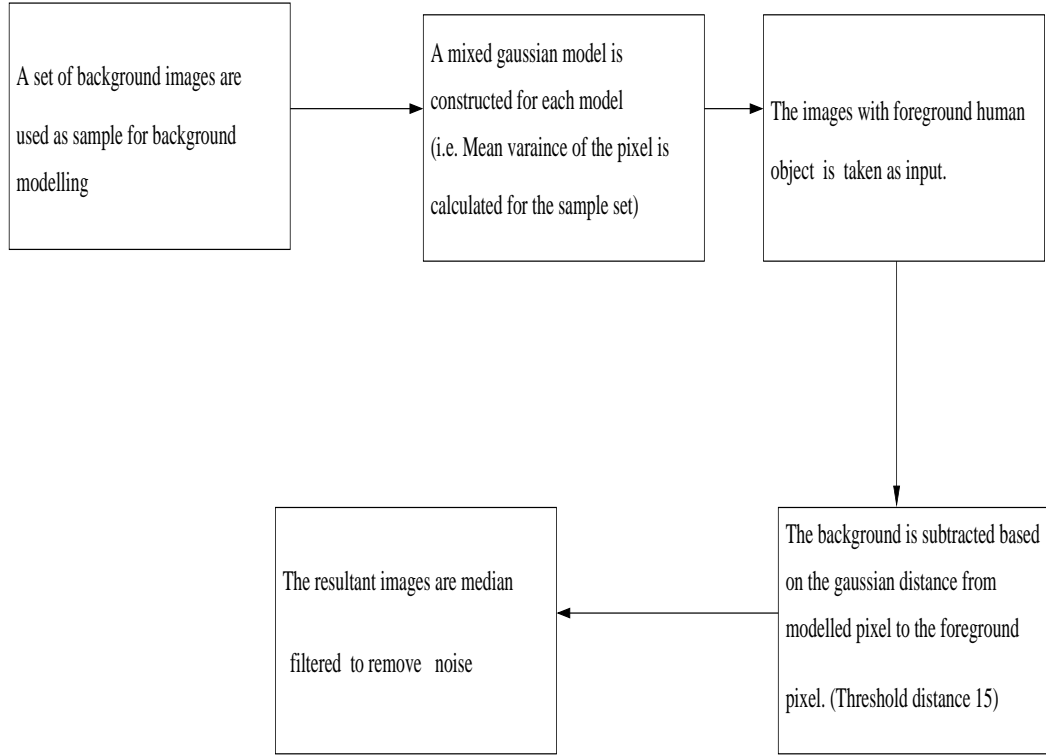 A set of background images are
used as sample for background
modelling
A mixed gaussian model is
constructed for each model
(i.e. Mean varaince of the pixel is
calculated for the sample set)
The images with foreground human
object is taken as input.
The background is subtracted based
on the gaussian distance from
modelled pixel to the foreground
pixel. (Threshold distance 15)
The resultant images are median
filtered to remove noise